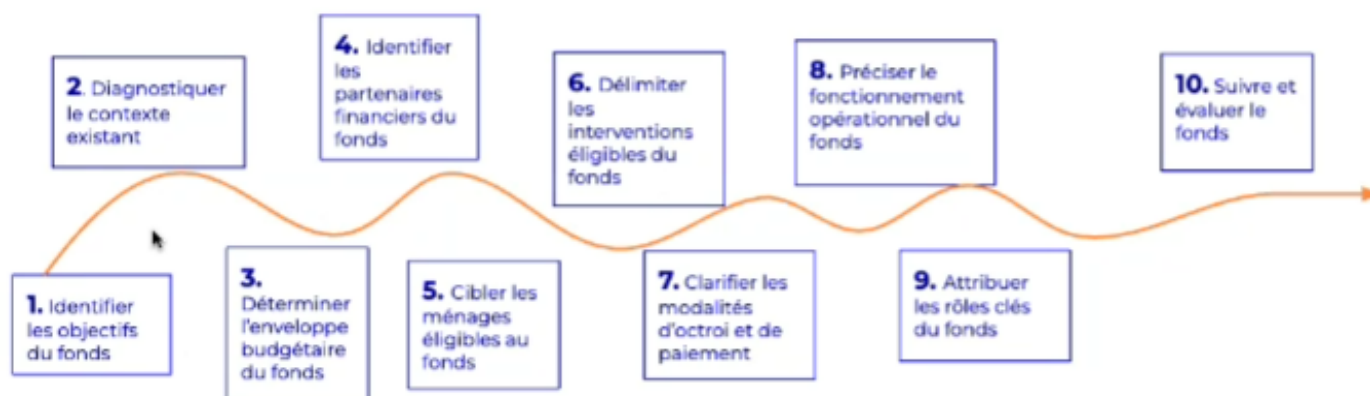 1. Identifier
les objectifs
du fonds
2. Diagnostiquer
le contexte
existant
3.
Déterminer
l'enveloppe
budgétaire
du fonds
4. Identifier
les
partenaires
financiers du
fonds
5. Cibler les
ménages
éligibles au
fonds
6. Délimiter
les
interventions
éligibles du
fonds
7. Clarifier les
modalités
d'octroi et de
paiement
8. Préciser le
fonctionnement
opérationnel du
fonds
9. Attribuer
les rôles clés
du fonds
10. Suivre et
évaluer le
fonds